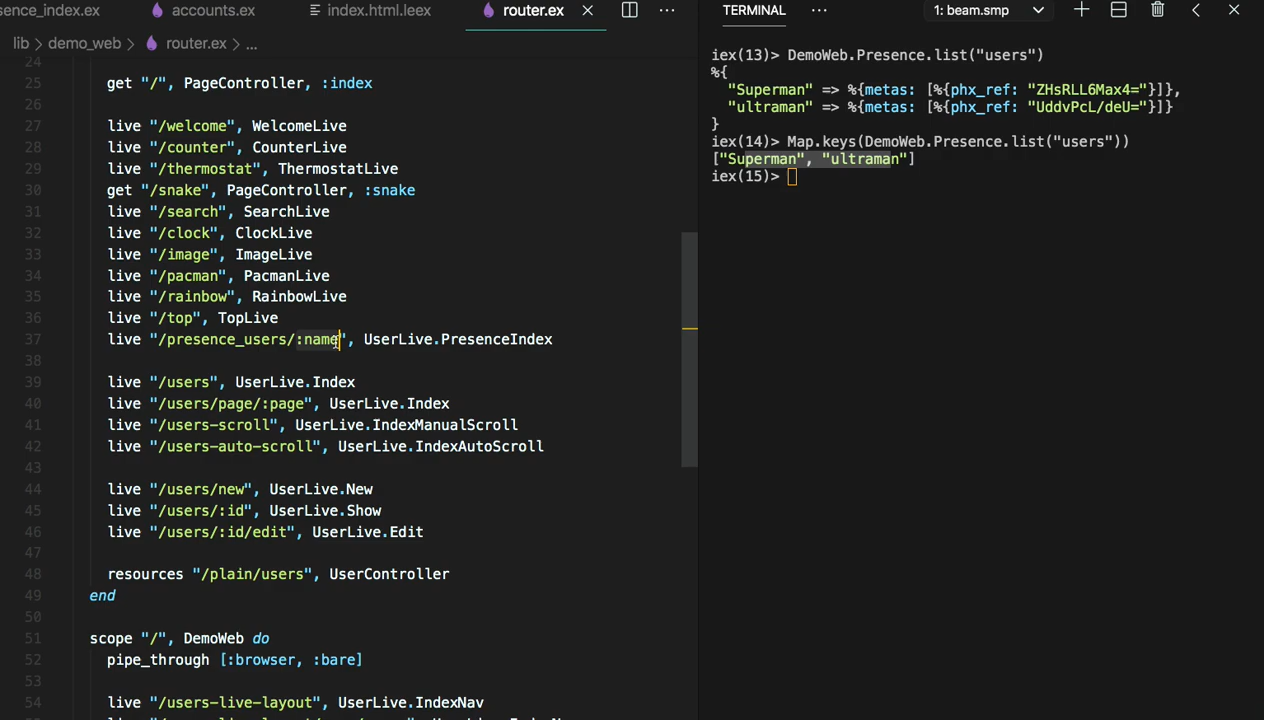 sence_index.ex accounts.ex index.html.leex router.ex
lib > demo_web > router.ex > ...
24
25 get "/", PageController, :index
26
27 live "/welcome", WelcomeLive
28 live "/counter", CounterLive
29 live "/thermostat", ThermostatLive
30 get "/snake", PageController, :snake
31 live "/search", SearchLive
32 live "/clock", ClockLive
33 live "/image", ImageLive
34 live "/pacman", PacmanLive
35 live "/rainbow", RainbowLive
36 live "/top", TopLive
37 live "/presence_users/:name", UserLive.PresenceIndex
38
39 live "/users", UserLive.Index
40 live "/users/page/:page", UserLive.Index
41 live "/users-scroll", UserLive.IndexManualScroll
42 live "/users-auto-scroll", UserLive.IndexAutoScroll
43
44 live "/users/new", UserLive.New
45 live "/users/:id", UserLive.Show
46 live "/users/:id/edit", UserLive.Edit
47
48 resources "/plain/users", UserController
49 end
50
51 scope "/", DemoWeb do
52 pipe_through [:browser, :bare]
53
54 live "/users-live-layout", UserLive.IndexNav
TERMINAL ... 1: beam.smp
iex(13)> DemoWeb.Presence.list("users")
%{
"Superman" => %{metas: [%{phx_ref: "ZHsRLL6Max4="}]},
"ultraman" => %{metas: [%{phx_ref: "UddvPcL/deU="}]}
}
iex(14)> Map.keys(DemoWeb.Presence.list("users"))
["Superman", "ultraman"]
iex(15)>